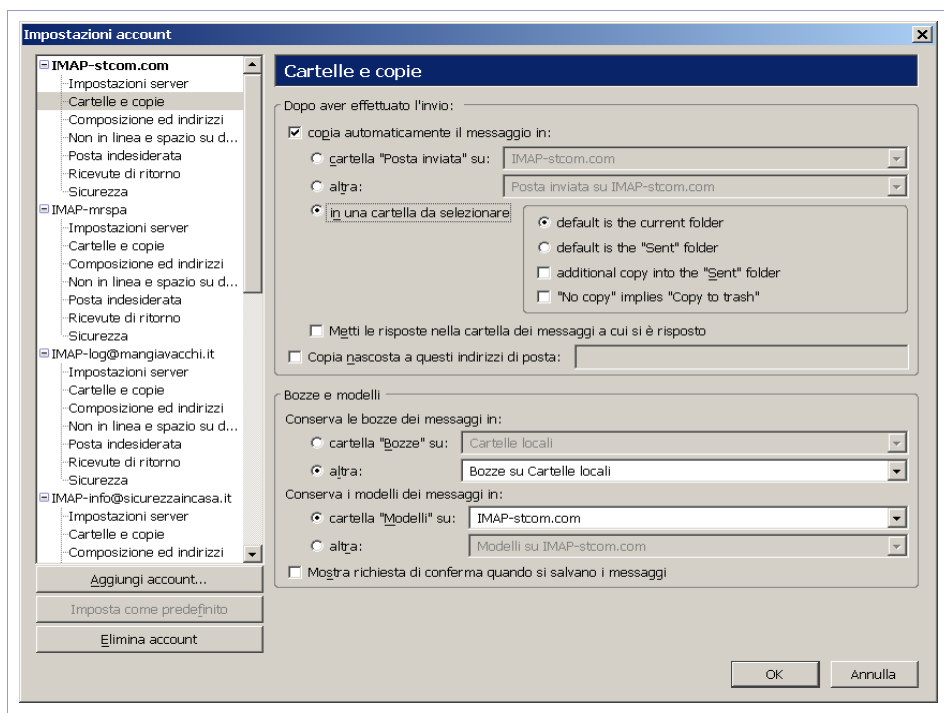 Impostazioni account
IMAP-stcom.com
Impostazioni server
Cartelle e copie
Composizione ed indirizzi
Non in linea e spazio su d...
Posta indesiderata
Ricevute di ritorno
Sicurezza
IMAP-mrspa
Impostazioni server
Cartelle e copie
Composizione ed indirizzi
Non in linea e spazio su d...
Posta indesiderata
Ricevute di ritorno
Sicurezza
IMAP-log@mangiavacchi.it
Impostazioni server
Cartelle e copie
Composizione ed indirizzi
Non in linea e spazio su d...
Posta indesiderata
Ricevute di ritorno
Sicurezza
IMAP-info@sicurezzaincasa.it
Impostazioni server
Cartelle e copie
Composizione ed indirizzi
Aggiungi account...
Imposta come predefinito
Elimina account
Cartelle e copie
Dopo aver effettuato l'invio:
copia automaticamente il messaggio in:
cartella "Posta inviata" su: IMAP-stcom.com
altra: Posta inviata su IMAP-stcom.com
in una cartella da selezionare
default is the current folder
default is the "Sent" folder
additional copy into the "Sent" folder
"No copy" implies "Copy to trash"
Metti le risposte nella cartella dei messaggi a cui si è risposto
Copia nascosta a questi indirizzi di posta:
Bozze e modelli
Conserva le bozze dei messaggi in:
cartella "Bozze" su: Cartelle locali
altra: Bozze su Cartelle locali
Conserva i modelli dei messaggi in:
cartella "Modelli" su: IMAP-stcom.com
altra: Modelli su IMAP-stcom.com
Mostra richiesta di conferma quando si salvano i messaggi
OK Annulla